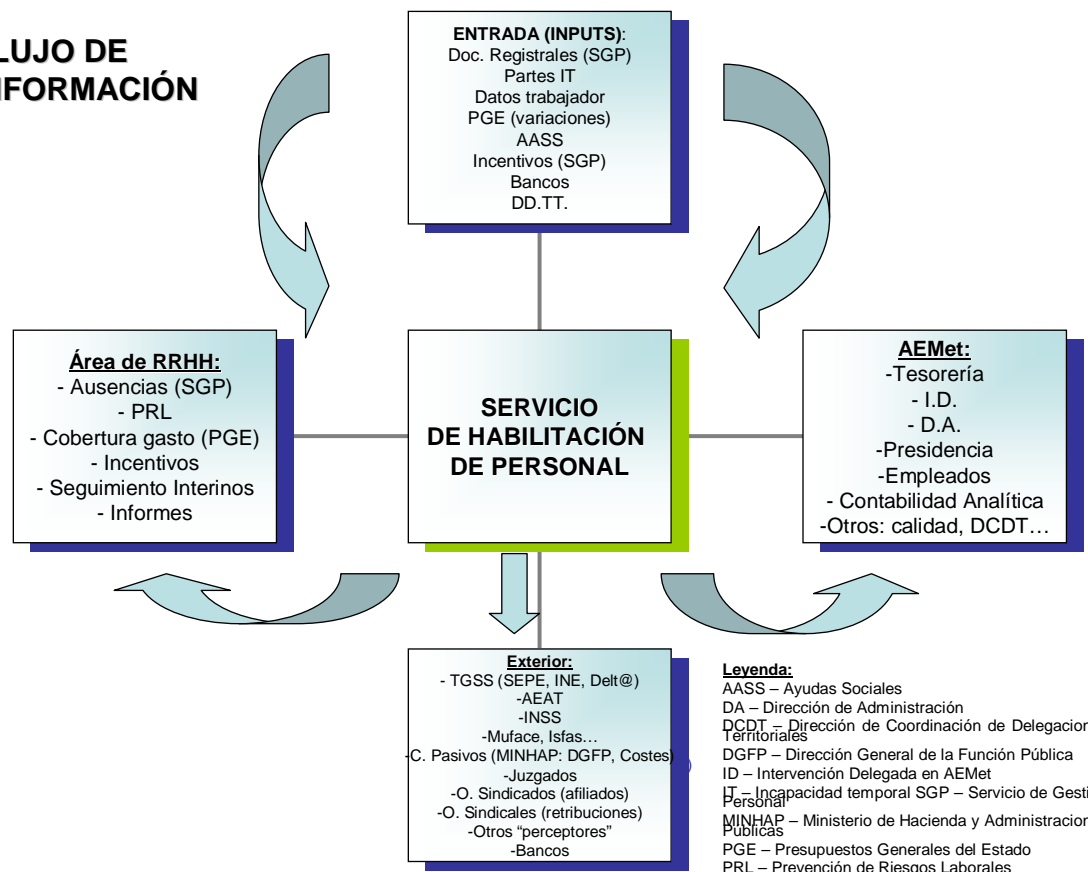 LUJO DE
NFORMACIÓN
ENTRADA (INPUTS):
Doc. Registrales (SGP)
Partes IT
Datos trabajador
PGE (variaciones)
AASS
Incentivos (SGP)
Bancos
DD.TT.
Área de RRHH:
- Ausencias (SGP)
- PRL
- Cobertura gasto (PGE)
- Incentivos
- Seguimiento Interinos
- Informes
SERVICIO
DE HABILITACIÓN
DE PERSONAL
AEMet:
-Tesorería
- I.D.
- D.A.
-Presidencia
-Empleados
- Contabilidad Analítica
-Otros: calidad, DCDT…
Exterior:
- TGSS (SEPE, INE, Delt@)
-AEAT
-INSS
-Muface, Isfas…
-C. Pasivos (MINHAP: DGFP, Costes)
-Juzgados
-O. Sindicados (afiliados)
-O. Sindicales (retribuciones)
-Otros “perceptores”
-Bancos
Leyenda:
AASS – Ayudas Sociales
DA – Dirección de Administración
DCDT – Dirección de Coordinación de Delegacion
Territoriales
DGFP – Dirección General de la Función Pública
ID – Intervención Delegada en AEMet
IT – Incapacidad temporal SGP – Servicio de Gesti
Personal
MINHAP – Ministerio de Hacienda y Administracion
Públicas
PGE – Presupuestos Generales del Estado
PRL – Prevención de Riesgos Laborales